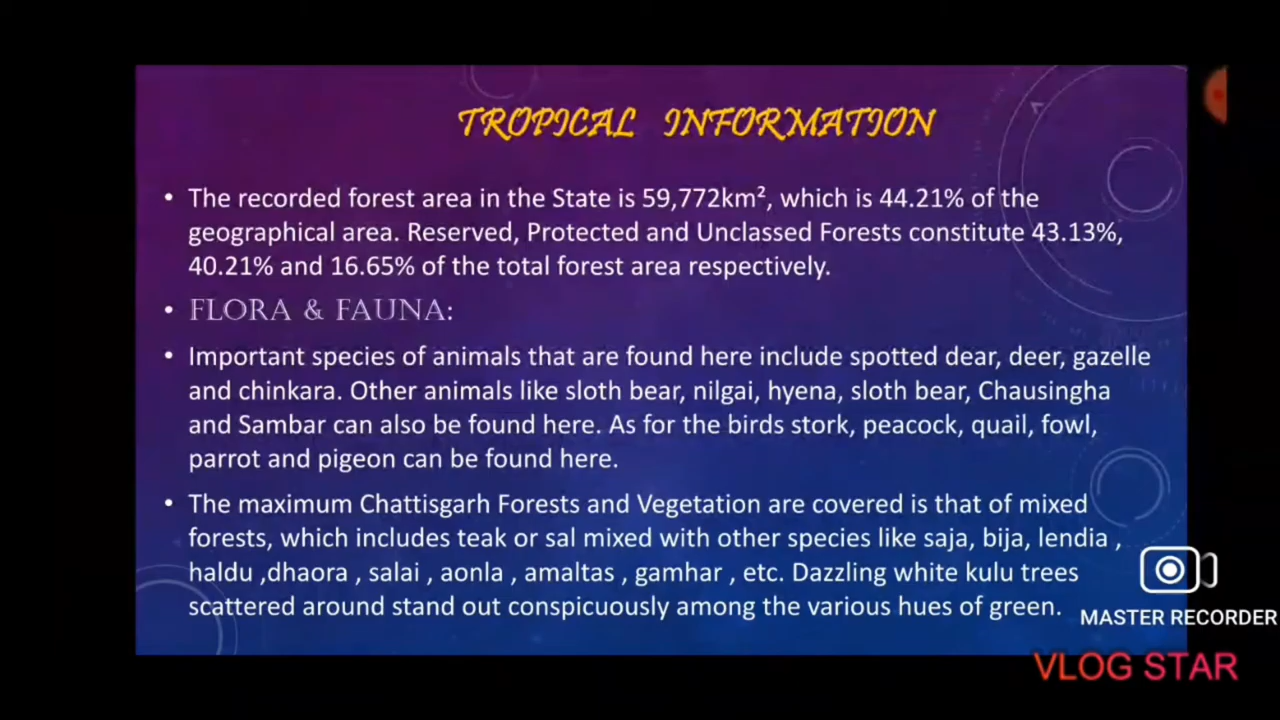 TROPICAL INFORMATION
• The recorded forest area in the State is 59,772km², which is 44.21% of the
geographical area. Reserved, Protected and Unclassed Forests constitute 43.13%,
40.21% and 16.65% of the total forest area respectively.
• FLORA & FAUNA:
• Important species of animals that are found here include spotted dear, deer, gazelle
and chinkara. Other animals like sloth bear, nilgai, hyena, sloth bear, Chausingha
and Sambar can also be found here. As for the birds stork, peacock, quail, fowl,
parrot and pigeon can be found here.
• The maximum Chattisgarh Forests and Vegetation are covered is that of mixed
forests, which includes teak or sal mixed with other species like saja, bija, lendia ,
haldu ,dhaora , salai , aonla , amaltas , gamhar , etc. Dazzling white kulu trees
scattered around stand out conspicuously among the various hues of green.
MASTER RECORDER
VLOG STAR